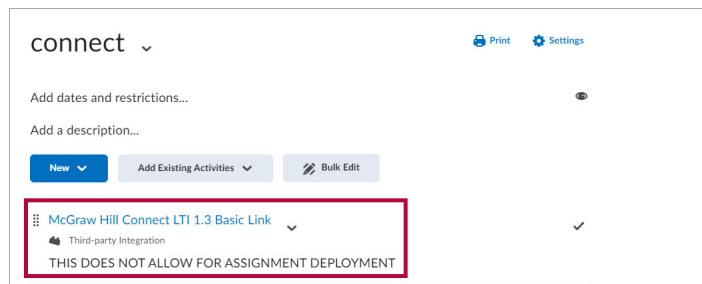 connect
Print
Settings
Add dates and restrictions...
Add a description...
New
Add Existing Activities
Bulk Edit
McGraw Hill Connect LTI 1.3 Basic Link
Third-party Integration
THIS DOES NOT ALLOW FOR ASSIGNMENT DEPLOYMENT